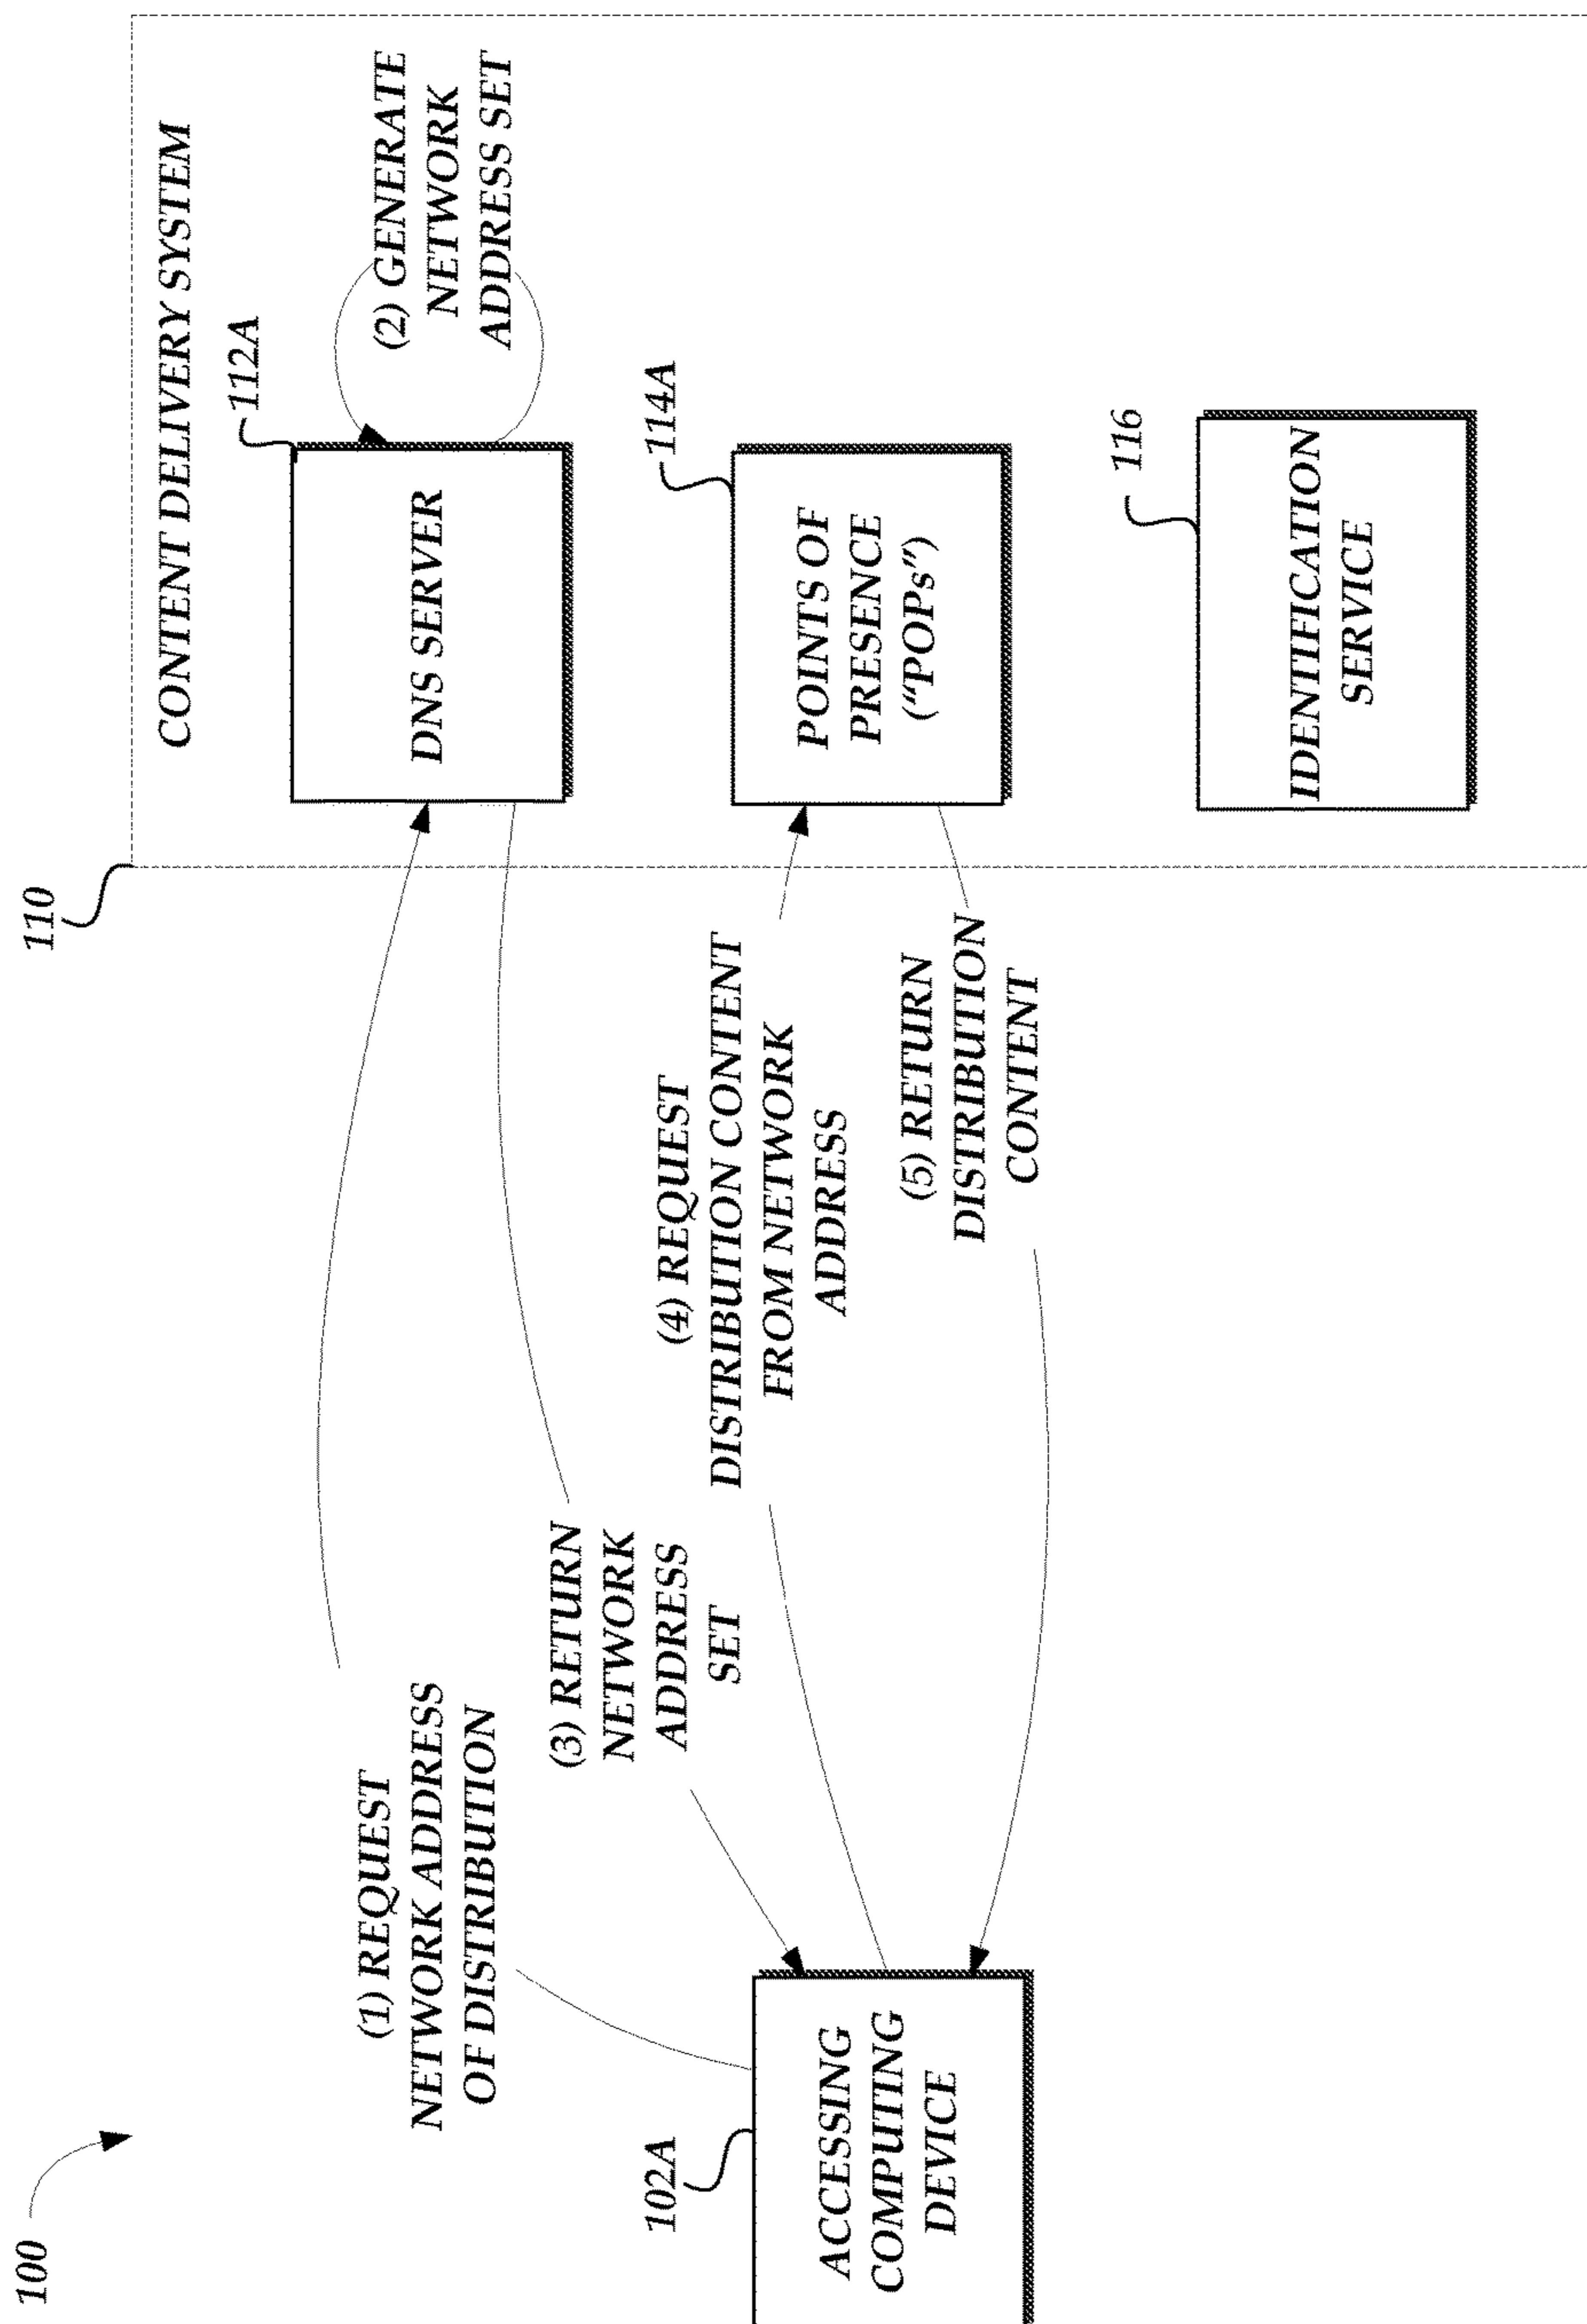 100
110
CONTENT DELIVERY SYSTEM
112A
DNS SERVER
(2) GENERATE
NETWORK
ADDRESS SET
(1) REQUEST
NETWORK ADDRESS
OF DISTRIBUTION
(3) RETURN
NETWORK
ADDRESS
SET
102A
ACCESSING
COMPUTING
DEVICE
(4) REQUEST
DISTRIBUTION CONTENT
FROM NETWORK
ADDRESS
114A
POINTS OF
PRESENCE
(“POPs”)
(5) RETURN
DISTRIBUTION
CONTENT
116
IDENTIFICATION
SERVICE